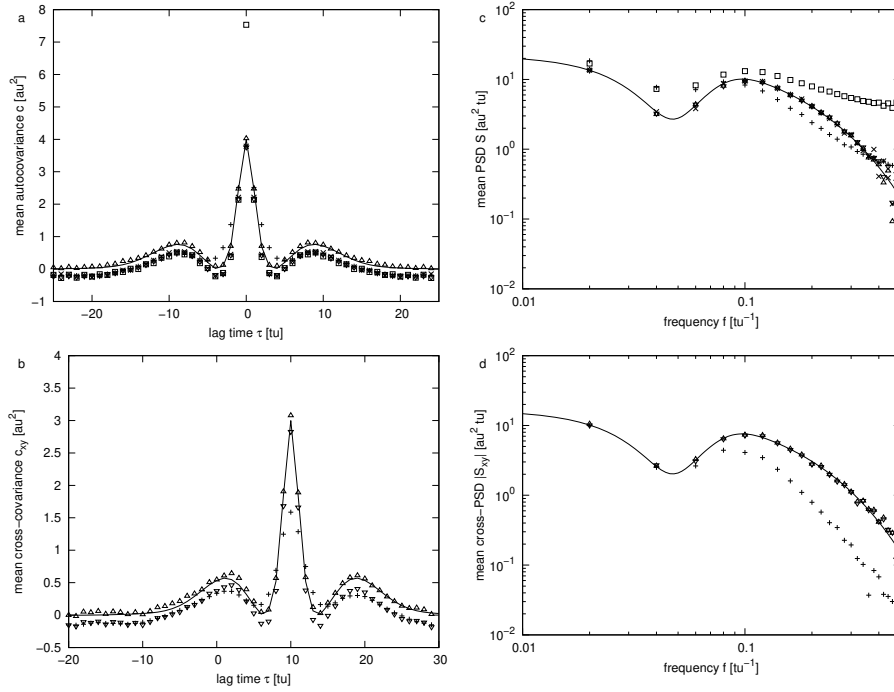 a
8
7
6
5
4
3
2
1
0
−1
mean autocovariance c [au²]
−20 −10 0 10 20
lag time τ [tu]
c
10²
10¹
10⁰
10⁻¹
10⁻²
mean PSD S [au² tu]
0.01 0.1
frequency f [tu⁻¹]
b
4
3.5
3
2.5
2
1.5
1
0.5
0
−0.5
mean cross−covariance cxy [au²]
−20 −10 0 10 20 30
lag time τ [tu]
d
10²
10¹
10⁰
10⁻¹
10⁻²
mean cross−PSD |Sxy| [au² tu]
0.01 0.1
frequency f [tu⁻¹]